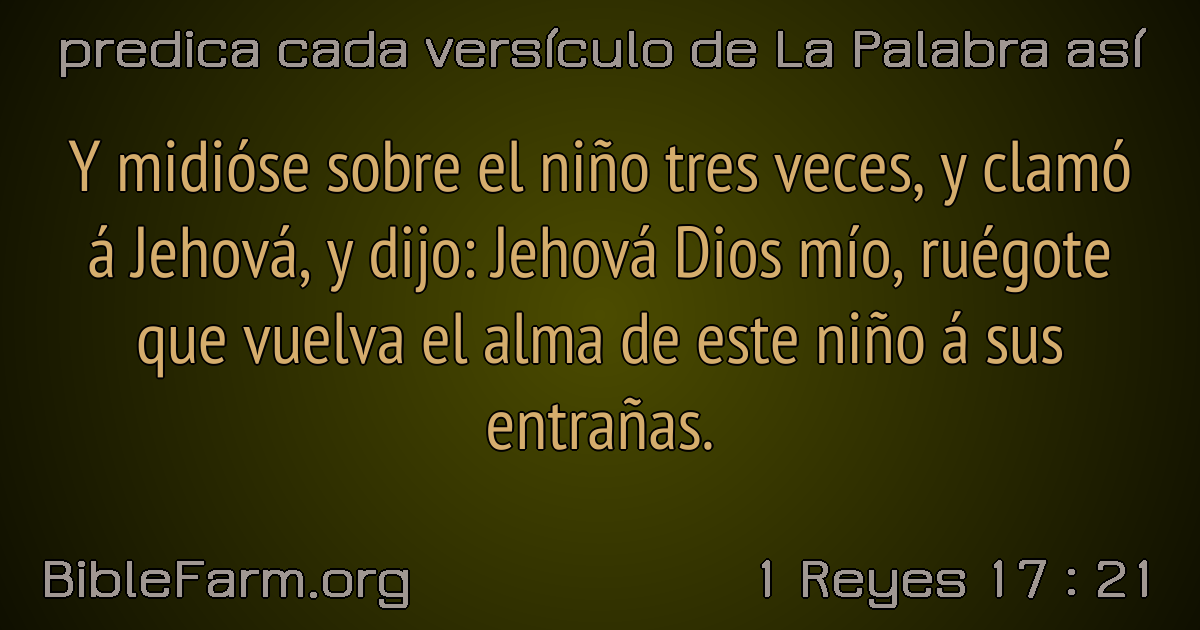 predica cada versículo de La Palabra así
Y midióse sobre el niño tres veces, y clamó
á Jehová, y dijo: Jehová Dios mío, ruégote
que vuelva el alma de este niño á sus
entrañas.
BibleFarm.org
1 Reyes 17 : 21